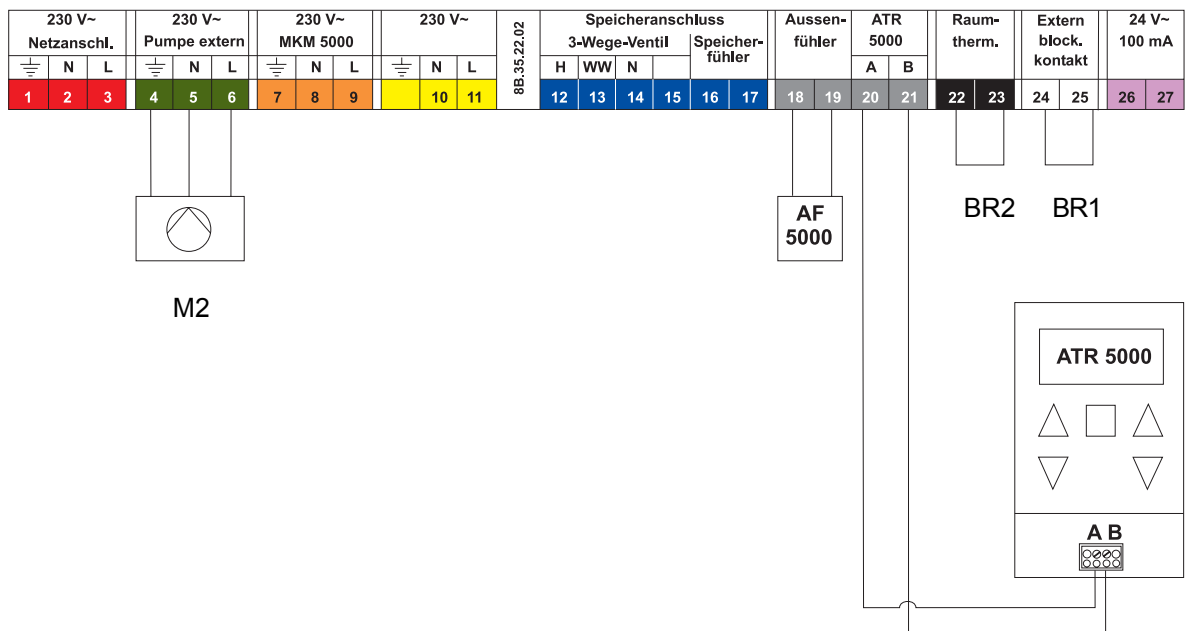 230 V~ 230 V~ 230 V~ 230 V~ Speicheranschluss Aussen- ATR Raum- Extern 24 V~
Netzanschl. Pumpe extern MKM 5000 3-Wege-Ventil Speicher- fühler 5000 therm. block. 100 mA
fühler kontakt
N L N L N L N L H WW N A B
1 2 3 4 5 6 7 8 9 10 11 12 13 14 15 16 17 18 19 20 21 22 23 24 25 26 27
8B.35.22.02
BR2 BR1
AF
5000
M2
ATR 5000
A B